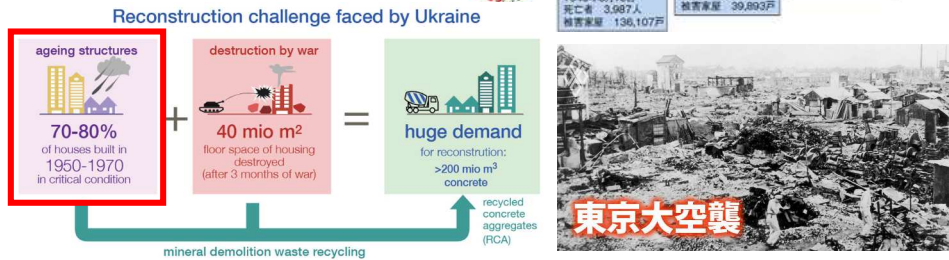 Reconstruction challenge faced by Ukraine
ageing structures
70-80%
of houses built in
1950-1970
in critical condition
+
destruction by war
40 mio m²
floor space of housing
destroyed
(after 3 months of war)
=
huge demand
for reconstrution:
>200 mio m³
concrete
recycled
concrete
aggregates
(RCA)
mineral demolition waste recycling
死亡者 3,987人
被害家屋 136,107戸
被害家屋 39,893戸
東京大空襲